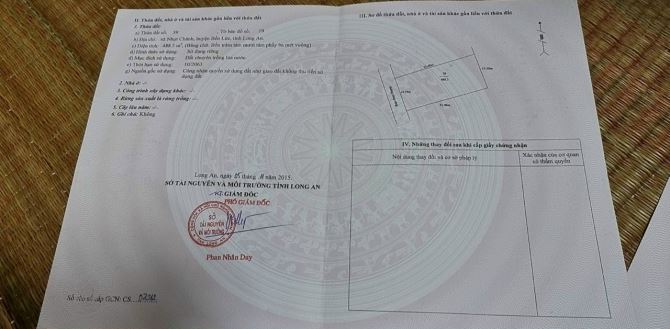 II. Thửa đất, nhà ở và tài sản khác gắn liền với đất
1. Thửa đất:
a) Thửa đất số: 39 Tờ bản đồ số: 19
b) Địa chỉ: xã Nhựt Chánh, huyện Bến Lức, tỉnh Long An.
c) Diện tích: 488.3 m², (Bằng chữ: Bốn trăm tám mươi tám phẩy ba mét vuông)
d) Hình thức sử dụng: Sử dụng riêng
đ) Mục đích sử dụng: Đất chuyên trồng lúa nước
e) Thời hạn sử dụng: 10/2063
g) Nguồn gốc sử dụng: Công nhận quyền sử dụng đất như giao đất không thu tiền sử
dụng đất
2. Nhà ở: -/-
3. Công trình xây dựng khác: -/-
4. Rừng sản xuất là rừng trồng: -/-
5. Cây lâu năm: -/-
6. Ghi chú: Không
Long An, ngày 05 tháng 2015.
SỞ TÀI NGUYÊN VÀ MÔI TRƯỜNG TỈNH LONG AN
KT. GIÁM ĐỐC
PHÓ GIÁM ĐỐC
SỞ
TÀI NGUYÊN
VÀ MÔI TRƯỜNG
Phan Nhân Duy
Số vào sổ cấp GCN: CS
III. Sơ đồ thửa đất, nhà ở và tài sản khác gắn liền với đất
IV. Những thay đổi sau khi cấp giấy chứng nhận
Nội dung thay đổi và cơ sở pháp lý
Xác nhận của cơ quan
có thẩm quyền